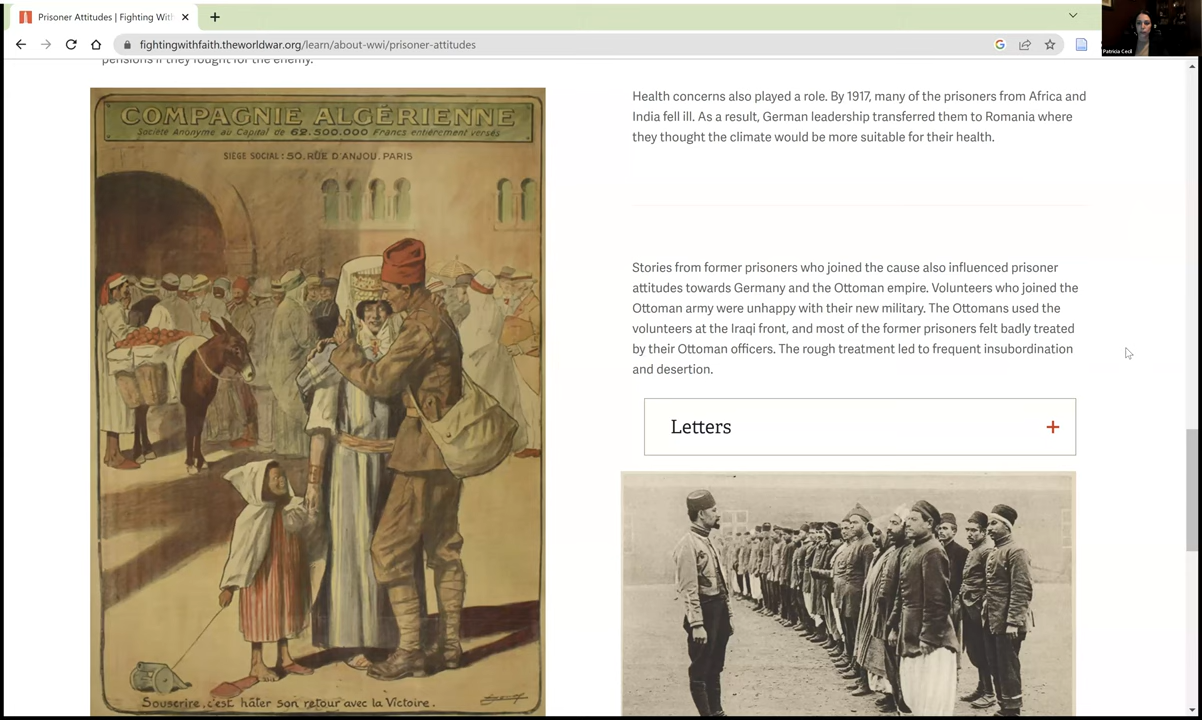 Prisoner Attitudes | Fighting Wit
fightingwithfaith.theworldwar.org/learn/about-wwi/prisoner-attitudes
Patricia Cecil
pensions if they fought for the enemy.
COMPAGNIE ALGÉRIENNE
Société Anonyme au Capital de 62.500.000 Francs entièrement versés
SIÈGE SOCIAL: 50, RUE D'ANJOU, PARIS
Souscrire, c'est hâter son retour avec la Victoire.
Health concerns also played a role. By 1917, many of the prisoners from Africa and
India fell ill. As a result, German leadership transferred them to Romania where
they thought the climate would be more suitable for their health.
Stories from former prisoners who joined the cause also influenced prisoner
attitudes towards Germany and the Ottoman empire. Volunteers who joined the
Ottoman army were unhappy with their new military. The Ottomans used the
volunteers at the Iraqi front, and most of the former prisoners felt badly treated
by their Ottoman officers. The rough treatment led to frequent insubordination
and desertion.
Letters